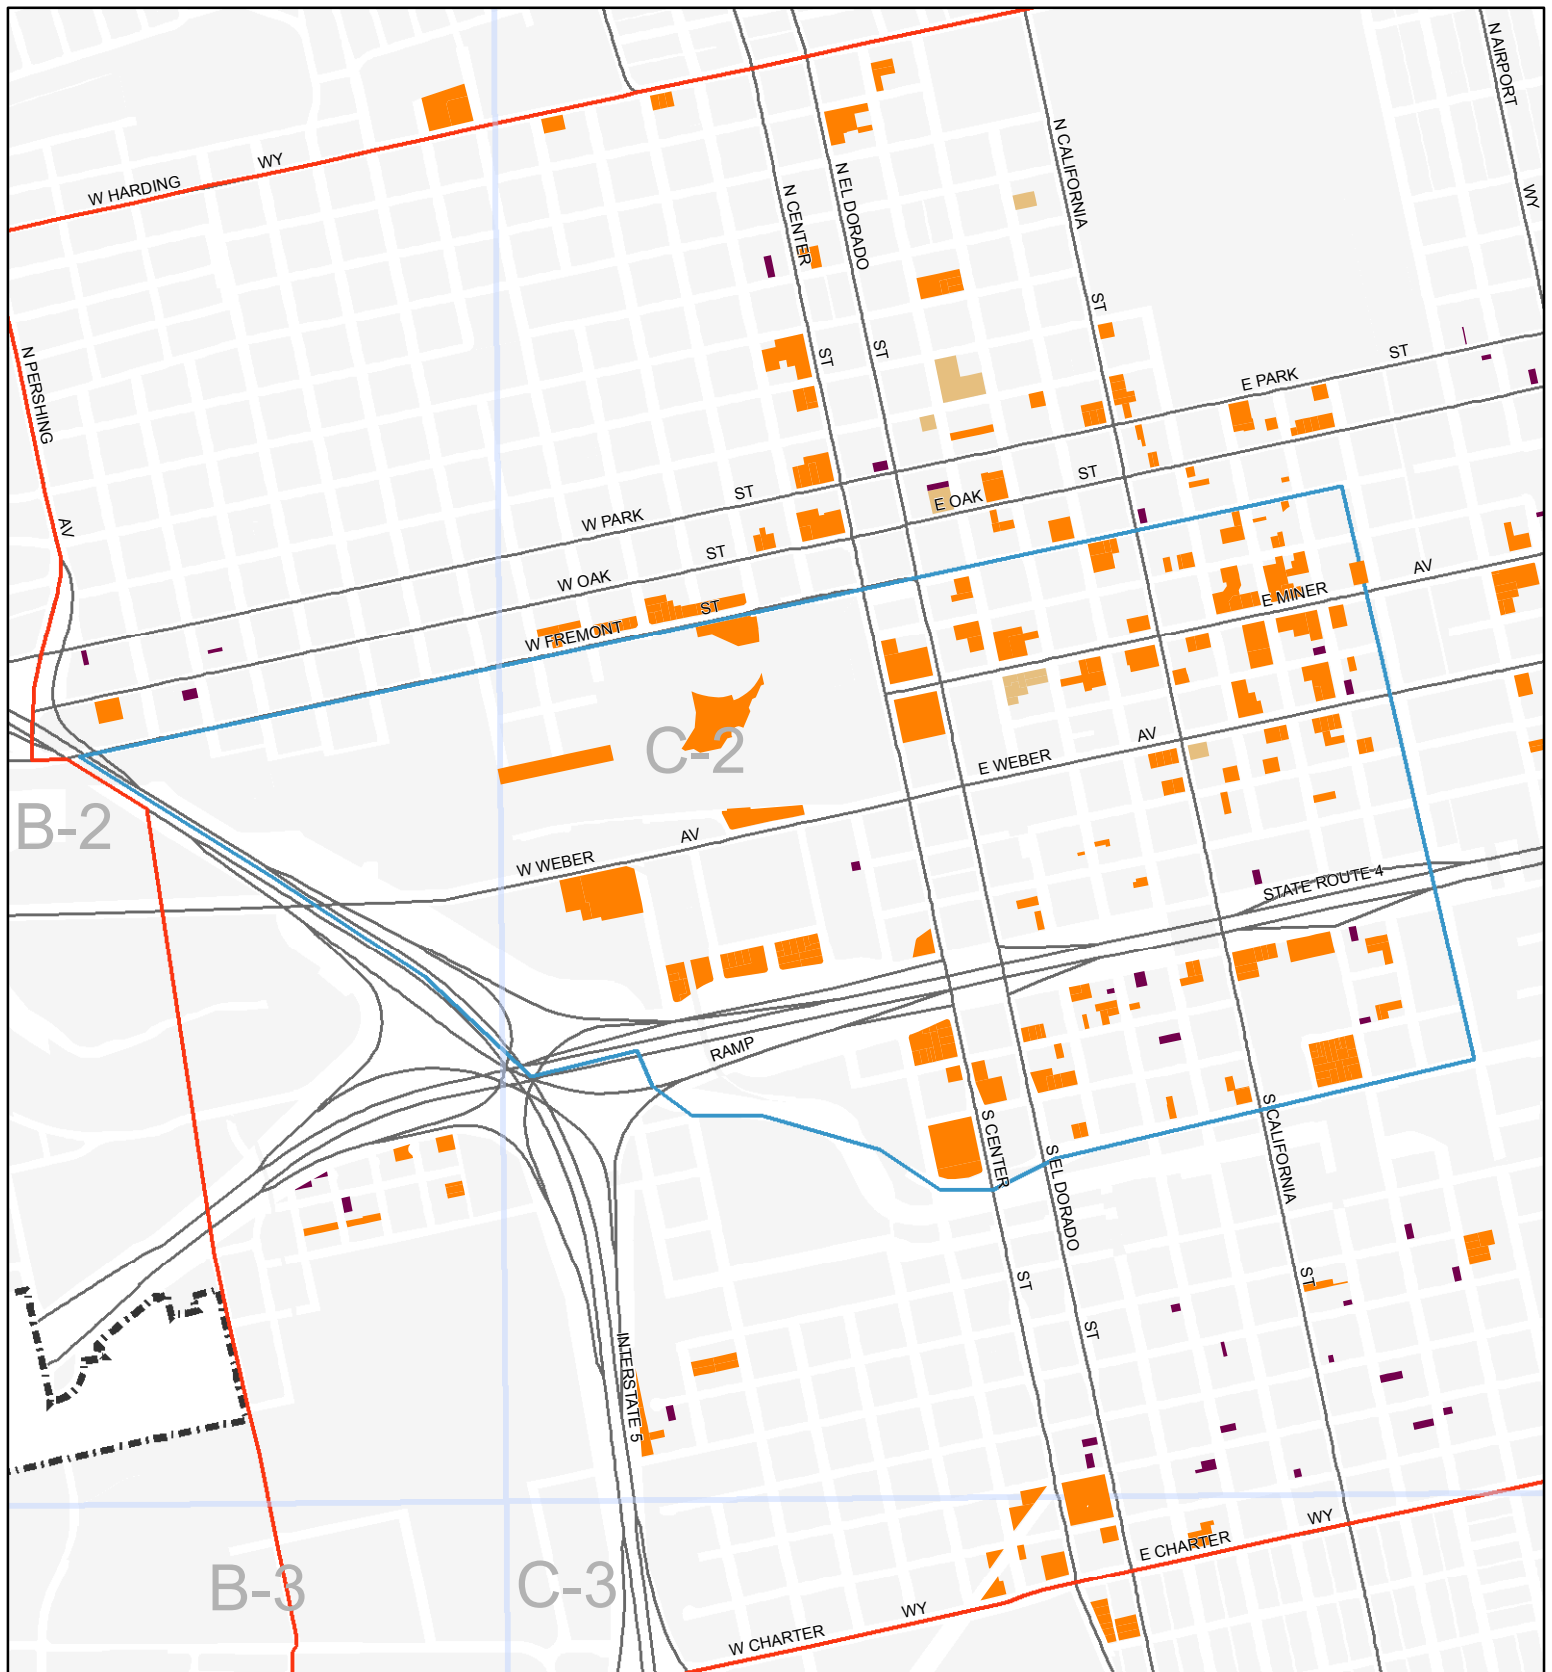 N AIRPORT
WY
N CALIFORNIA
ST
W HARDING
WY
N CENTER
ST
N EL DORADO
ST
N PERSHING
AV
E PARK
ST
W PARK
ST
E OAK
ST
W OAK
ST
W FREMONT
ST
E MINER
AV
C-2
E WEBER
AV
B-2
W WEBER
AV
STATE ROUTE 4
RAMP
S CENTER
ST
S EL DORADO
ST
S CALIFORNIA
ST
INTERSTATE 5
B-3
C-3
E CHARTER
WY
W CHARTER
WY